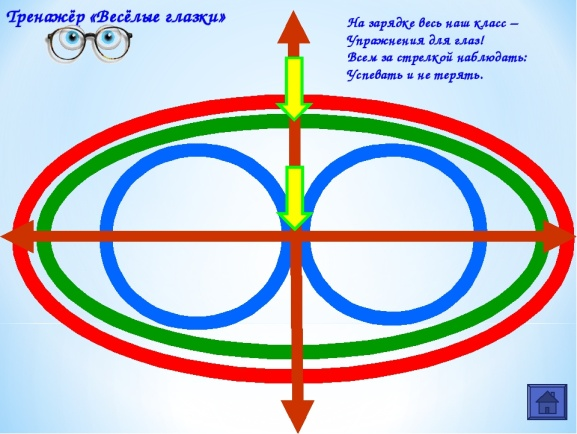 Тренажёр «Весёлые глазки»
На зарядке весь наш класс –
Упражнения для глаз!
Всем за стрелкой наблюдать:
Успевать и не терять.